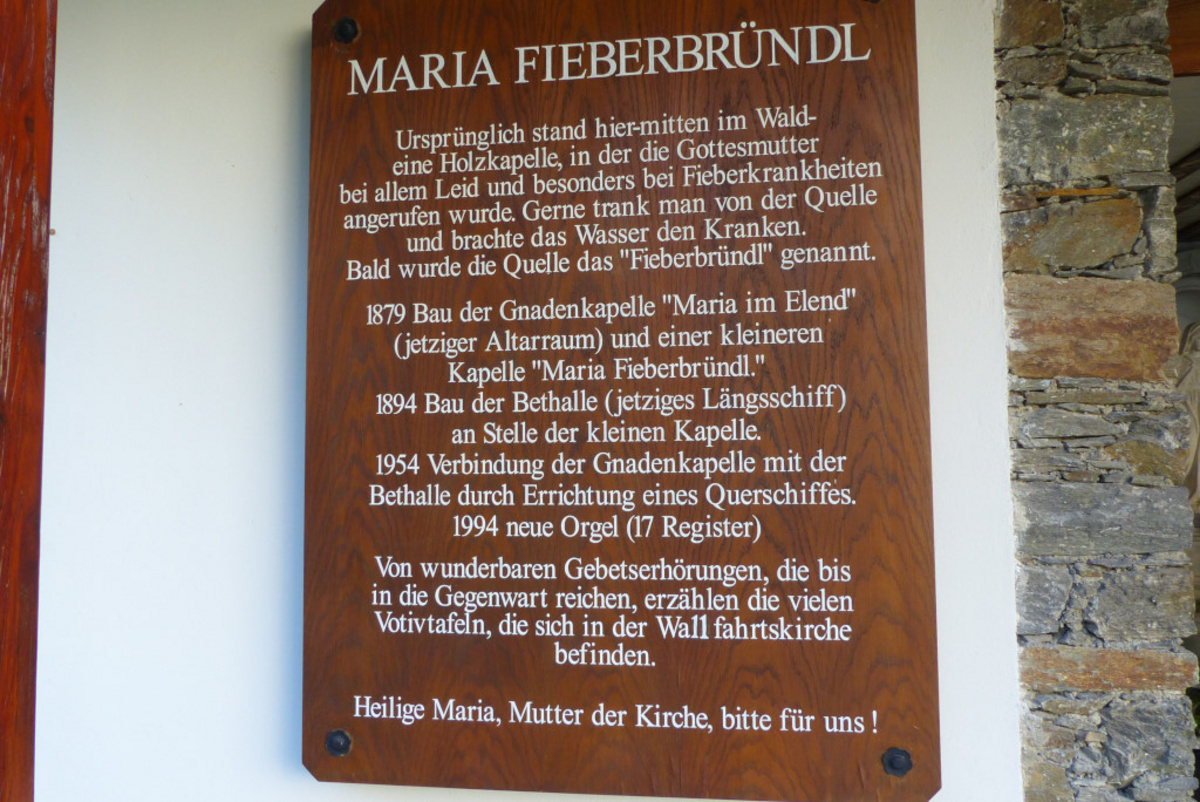 MARIA FIEBERBRÜNDL
Ursprünglich stand hier-mitten im Wald-
eine Holzkapelle, in der die Gottesmutter
bei allem Leid und besonders bei Fieberkrankheiten
angerufen wurde. Gerne trank man von der Quelle
und brachte das Wasser den Kranken.
Bald wurde die Quelle das "Fieberbründl" genannt.
1879 Bau der Gnadenkapelle "Maria im Elend"
(jetziger Altarraum) und einer kleineren
Kapelle "Maria Fieberbründl."
1894 Bau der Bethalle (jetziges Längsschiff)
an Stelle der kleinen Kapelle.
1954 Verbindung der Gnadenkapelle mit der
Bethalle durch Errichtung eines Querschiffes.
1994 neue Orgel (17 Register)
Von wunderbaren Gebetserhörungen, die bis
in die Gegenwart reichen, erzählen die vielen
Votivtafeln, die sich in der Wallfahrtskirche
befinden.
Heilige Maria, Mutter der Kirche, bitte für uns !